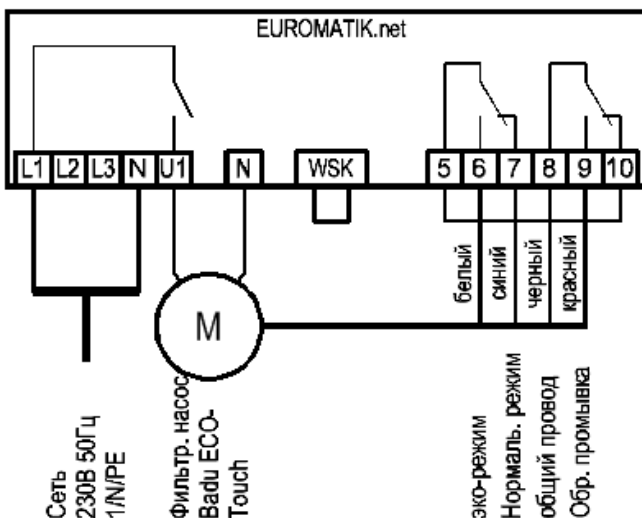 EUROMATIK.net
L1 L2 L3 N U1 N WSK 5 6 7 8 9 10
белый
синий
черный
красный
M
Сеть
230В 50Гц
1/N/PE
Фильтр. насос
Badu ECO-
Touch
эко-режим
Нормаль. режим
общий провод
Обр. промывка